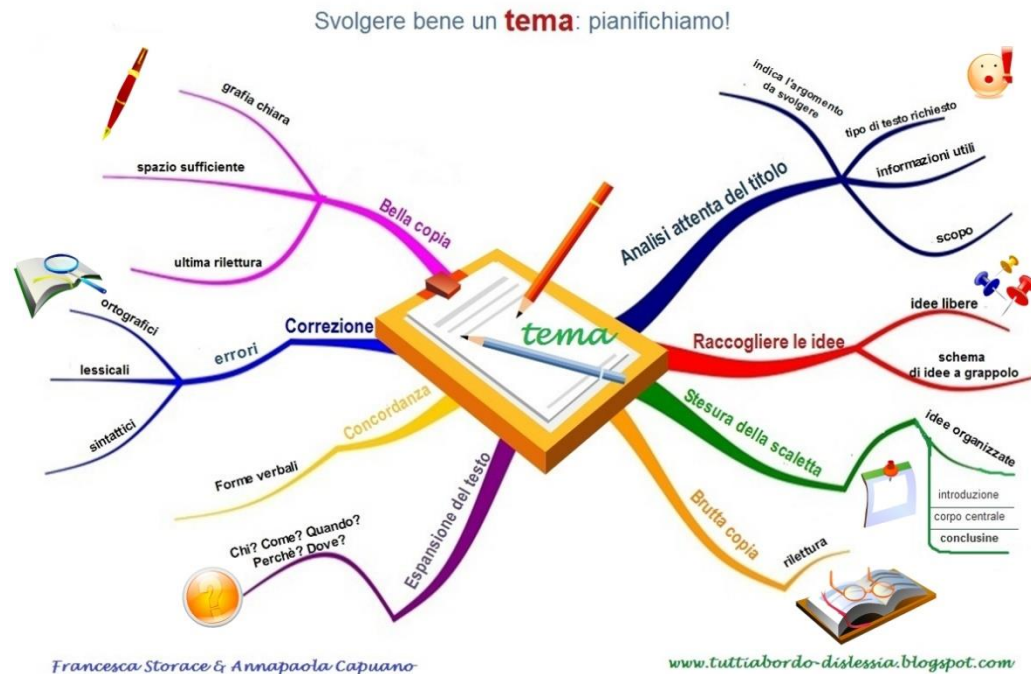 Svolgere bene un tema: pianifichiamo!
tema
Analisi attenta del titolo
indica l'argomento
da svolgere
tipo di testo richiesto
informazioni utili
scopo
Raccogliere le idee
idee libere
schema
di idee a grappolo
Stesura della scaletta
idee organizzate
introduzione
corpo centrale
conclusine
Brutta copia
rilettura
Espansione del testo
Chi? Come? Quando?
Perchè? Dove?
Concordanza
Forme verbali
Correzione
errori
ortografici
lessicali
sintattici
Bella copia
grafia chiara
spazio sufficiente
ultima rilettura
Francesca Storace & Annapaola Capuano
www.tuttiabordo-dislessia.blogspot.com